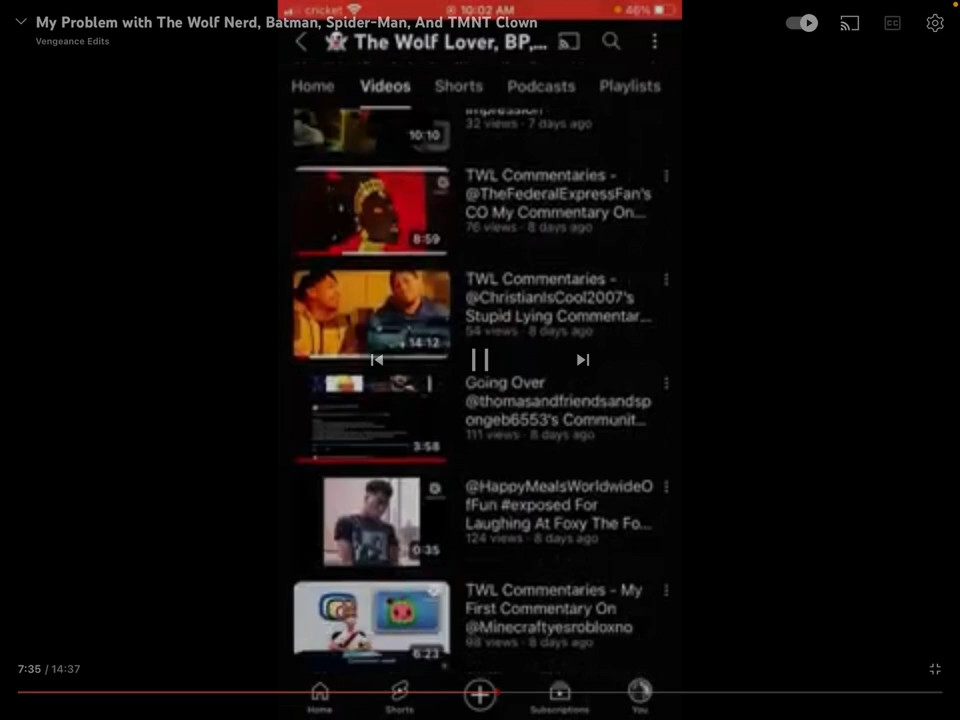 My Problem with The Wolf Nerd, Batman, Spider-Man, And TMNT Clown
Vengeance Edits
cricket
10:02 AM
46%
The Wolf Lover, BP,...
Home Videos Shorts Podcasts Playlists
Impression
32 views · 7 days ago
10:10
TWL Commentaries -
@TheFederalExpressFan's
CO My Commentary On...
76 views · 8 days ago
8:59
TWL Commentaries -
@ChristianIsCool2007's
Stupid Lying Commentar...
54 views · 8 days ago
14:12
Going Over
@thomasandfriendsandsp
ongeb6553's Communit...
111 views · 8 days ago
3:58
@HappyMealsWorldwideO
fFun #exposed For
Laughing At Foxy The Fo...
124 views · 8 days ago
0:35
TWL Commentaries - My
First Commentary On
@Minecraftyesrobloxno
98 views · 8 days ago
6:23
7:35 / 14:37
Home Shorts Subscriptions You